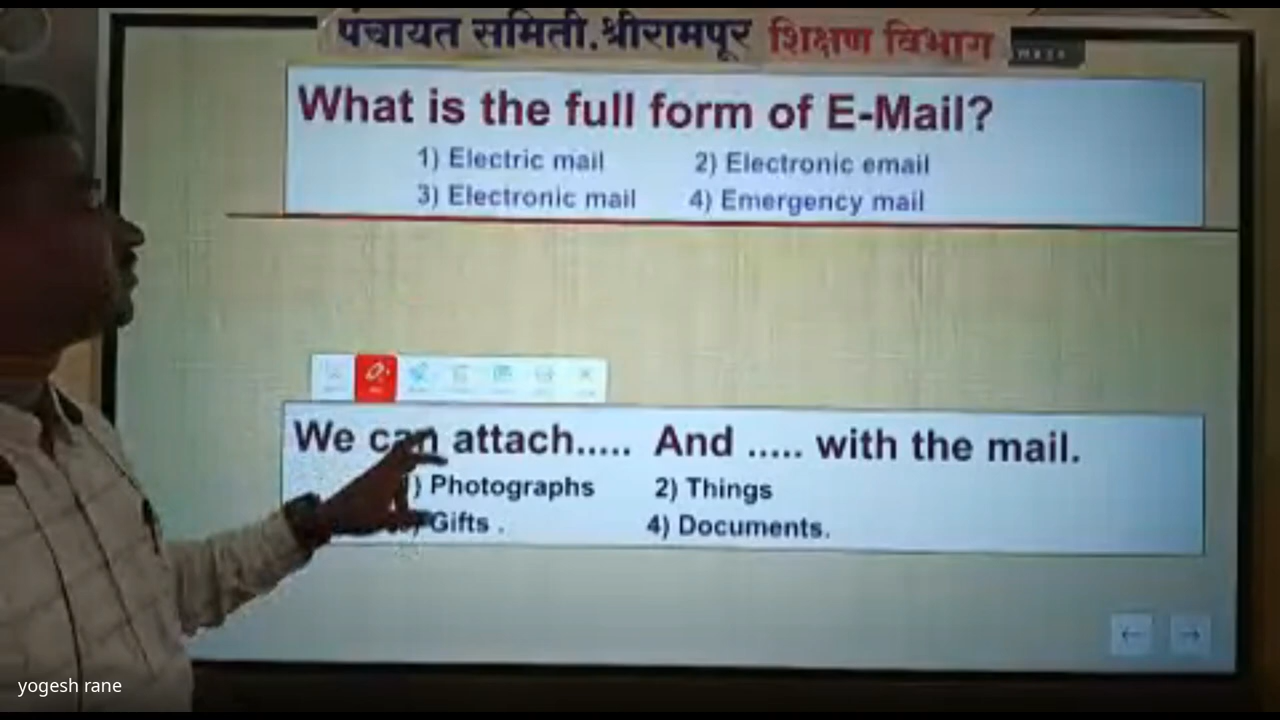 पंचायत समिती.श्रीरामपूर शिक्षण विभाग
What is the full form of E-Mail?
1) Electric mail 2) Electronic email
3) Electronic mail 4) Emergency mail
We can attach..... And ..... with the mail.
) Photographs 2) Things
Gifts . 4) Documents.
yogesh rane